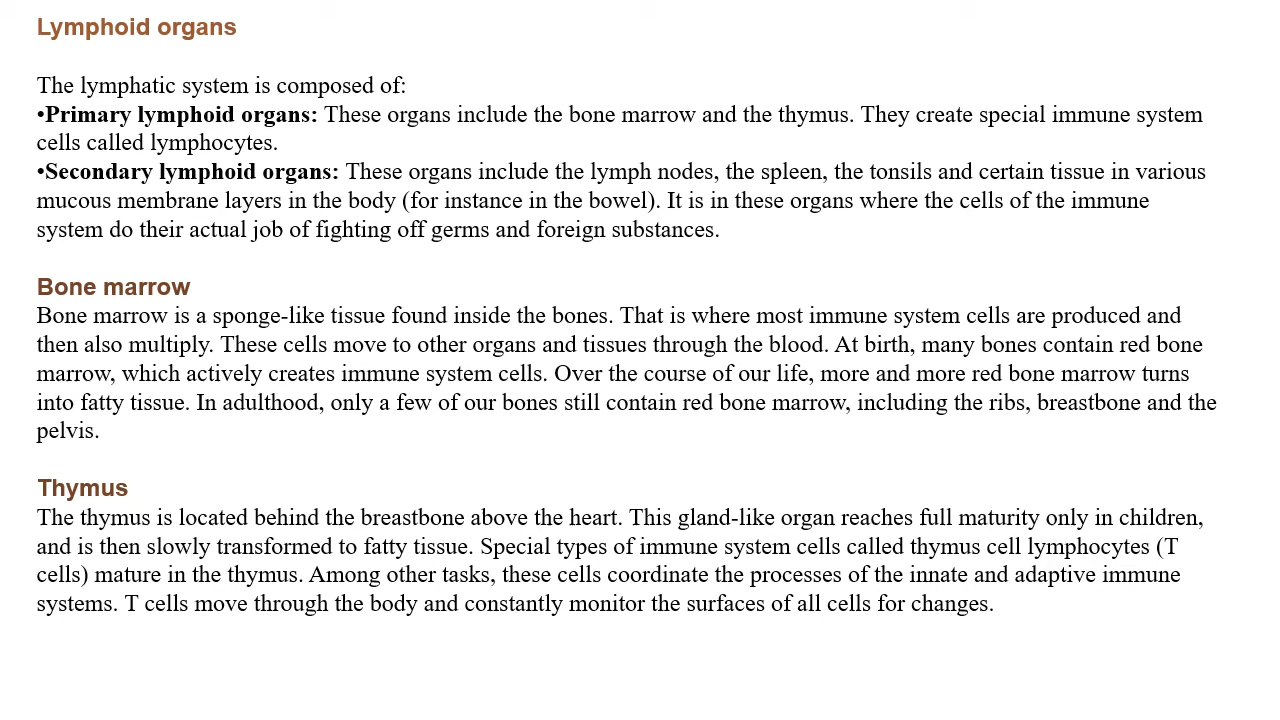 Lymphoid organs
The lymphatic system is composed of:
•Primary lymphoid organs: These organs include the bone marrow and the thymus. They create special immune system
cells called lymphocytes.
•Secondary lymphoid organs: These organs include the lymph nodes, the spleen, the tonsils and certain tissue in various
mucous membrane layers in the body (for instance in the bowel). It is in these organs where the cells of the immune
system do their actual job of fighting off germs and foreign substances.
Bone marrow
Bone marrow is a sponge-like tissue found inside the bones. That is where most immune system cells are produced and
then also multiply. These cells move to other organs and tissues through the blood. At birth, many bones contain red bone
marrow, which actively creates immune system cells. Over the course of our life, more and more red bone marrow turns
into fatty tissue. In adulthood, only a few of our bones still contain red bone marrow, including the ribs, breastbone and the
pelvis.
Thymus
The thymus is located behind the breastbone above the heart. This gland-like organ reaches full maturity only in children,
and is then slowly transformed to fatty tissue. Special types of immune system cells called thymus cell lymphocytes (T
cells) mature in the thymus. Among other tasks, these cells coordinate the processes of the innate and adaptive immune
systems. T cells move through the body and constantly monitor the surfaces of all cells for changes.